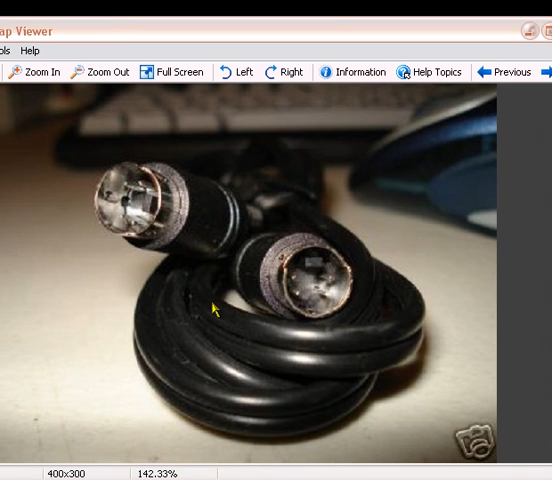 ap Viewer
ols Help
Zoom In Zoom Out Full Screen Left Right Information Help Topics Previous
400x300 142.33%